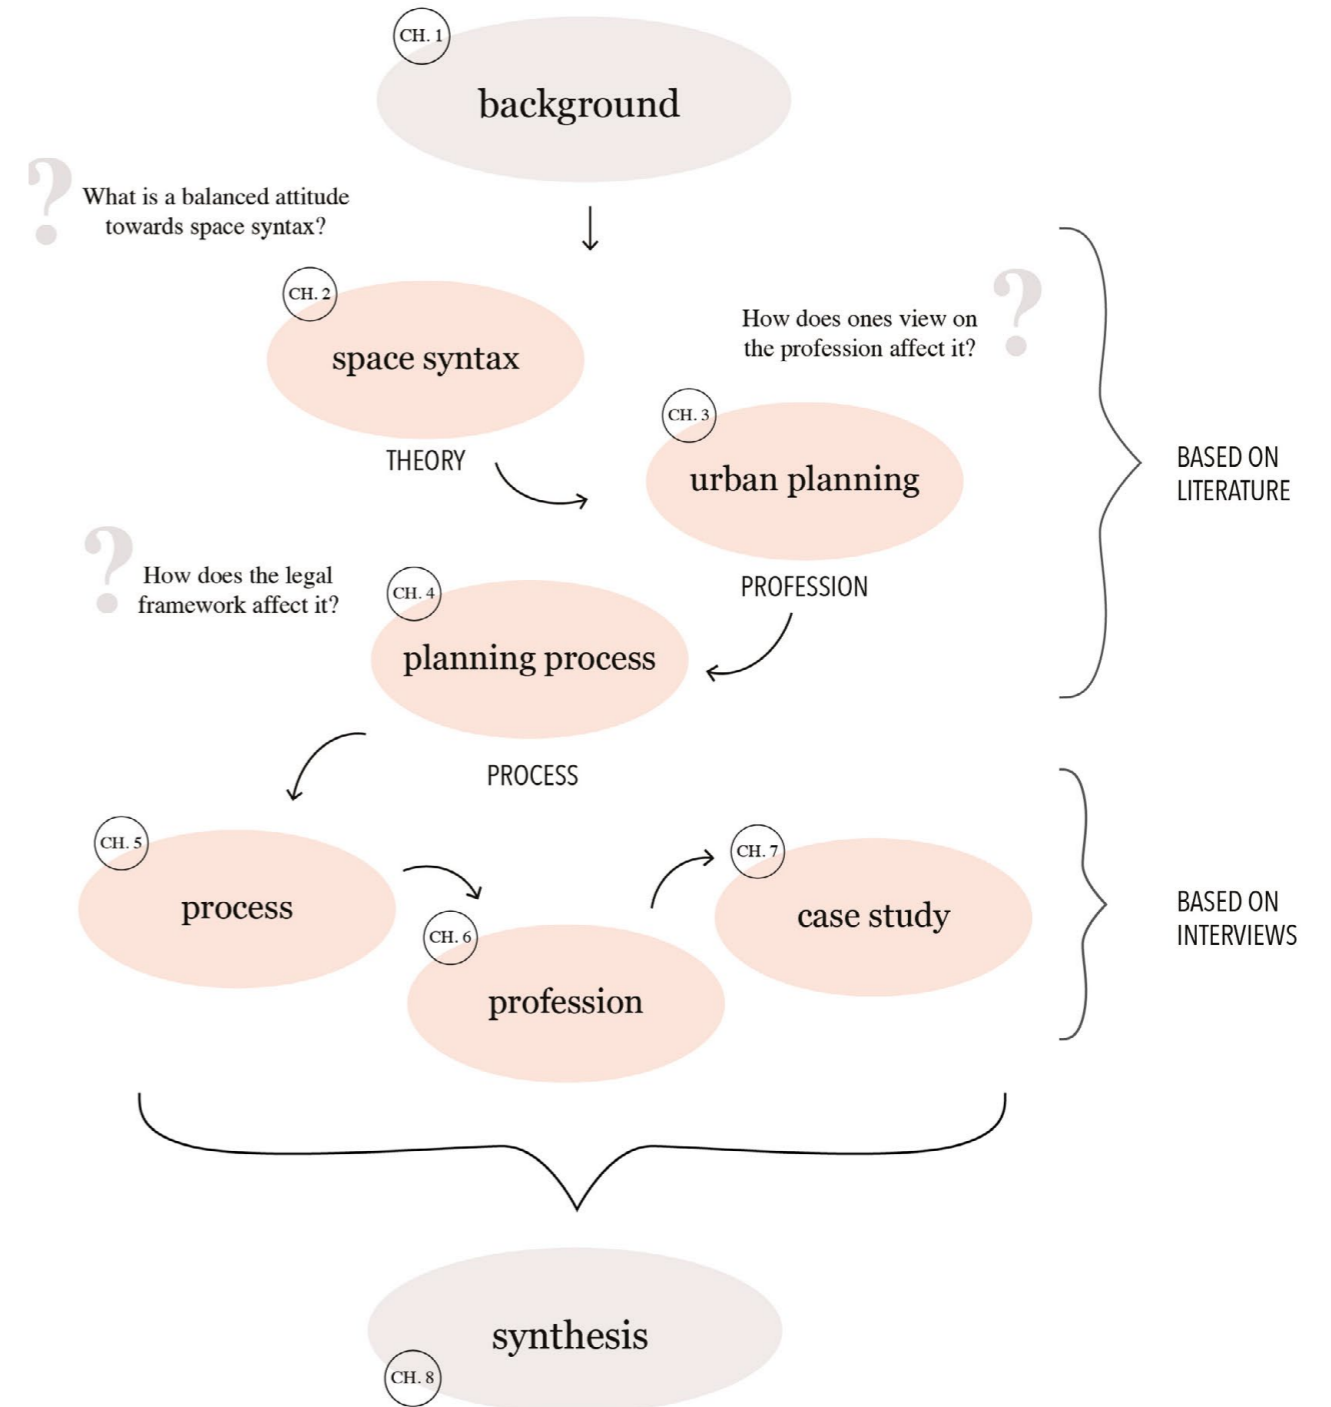 CH. 1
background
?
What is a balanced attitude
towards space syntax?
CH. 2
space syntax
THEORY
?
How does ones view on
the profession affect it?
CH. 3
urban planning
PROFESSION
BASED ON
LITERATURE
?
How does the legal
framework affect it?
CH. 4
planning process
PROCESS
CH. 5
process
CH. 6
profession
CH. 7
case study
BASED ON
INTERVIEWS
synthesis
CH. 8